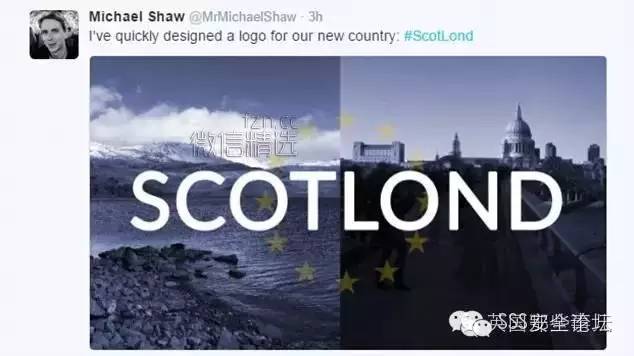 Michael Shaw @MrMichaelShaw · 3h
I've quickly designed a logo for our new country: #ScotLond
fzn.cc
微信精选
SCOTLOND